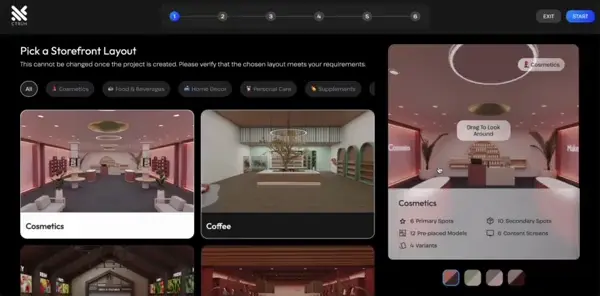 CTRUH
1 2 3 4 5 6
EXIT
START
Pick a Storefront Layout
This cannot be changed once the project is created. Please verify that the chosen layout meets your requirements.
All
Cosmetics
Food & Beverages
Home Decor
Personal Care
Supplements
Cosmetics
Coffee
Cosmetics
Drag To Look
Around
Cosmetics
6 Primary Spots
10 Secondary Spots
12 Pre-placed Models
6 Content Screens
4 Variants